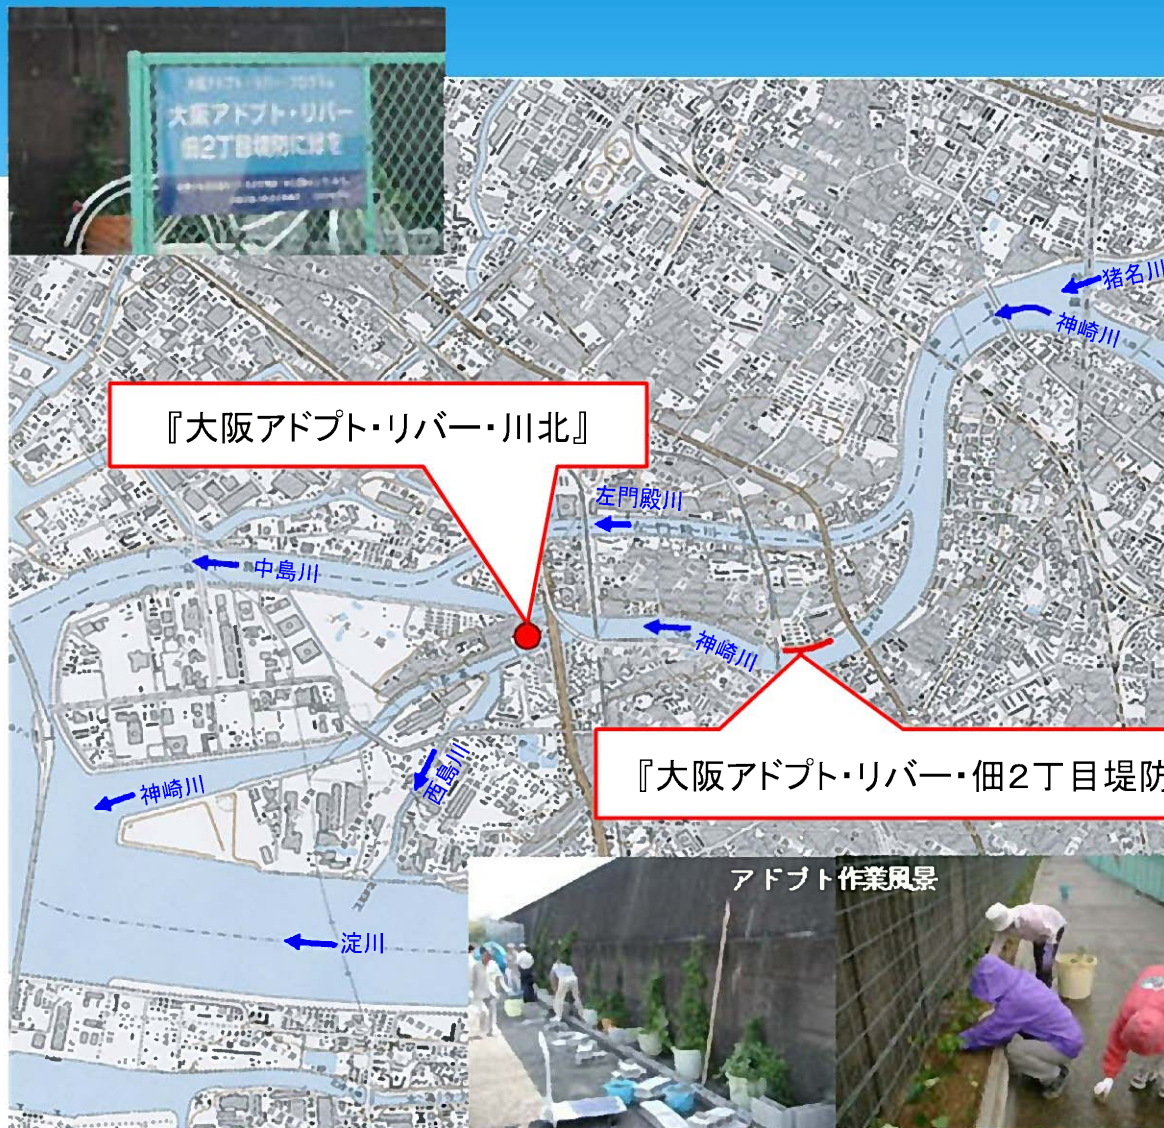 大阪アドプト・リバー
佃2丁目堤防に緑を
猪名川
神崎川
『大阪アドプト・リバー・川北』
左門殿川
中島川
神崎川
『大阪アドプト・リバー・佃2丁目堤防
西島川
神崎川
アドプト作業風景
淀川